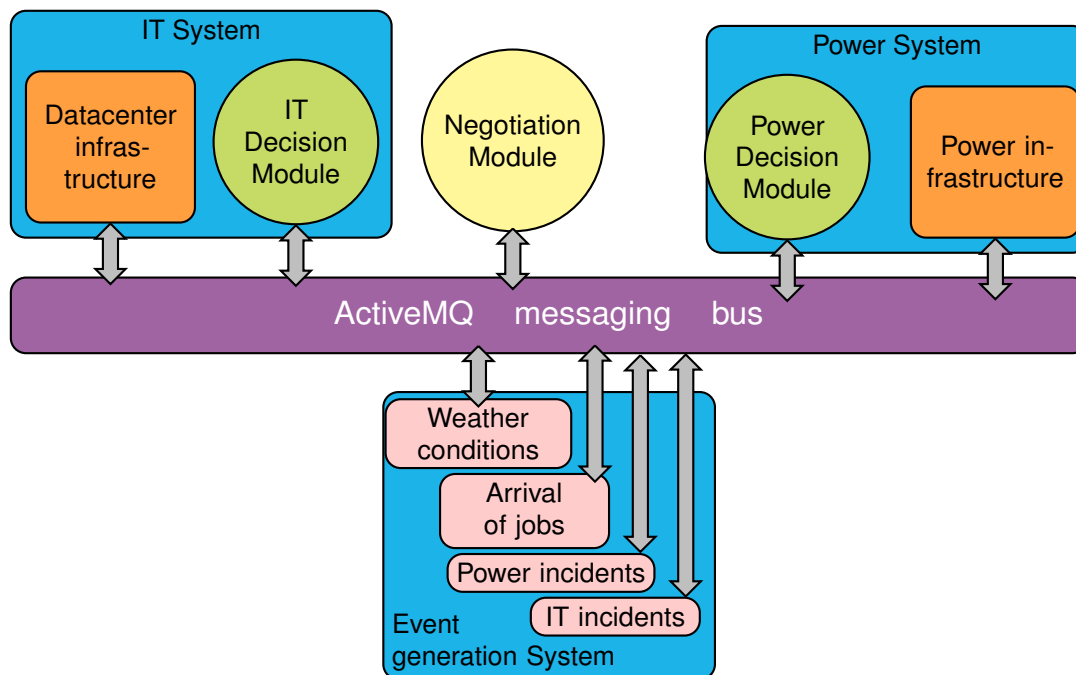 IT System
Datacenter
infras-
tructure
IT
Decision
Module
Negotiation
Module
Power System
Power
Decision
Module
Power in-
frastructure
ActiveMQ messaging bus
Weather
conditions
Arrival
of jobs
Power incidents
IT incidents
Event
generation System